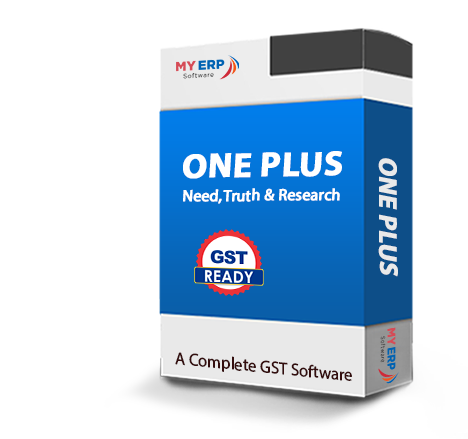 MY ERP
Software
ONE PLUS
Need, Truth & Research
GST
READY
A Complete GST Software
ONE PLUS
MY ERP
Software